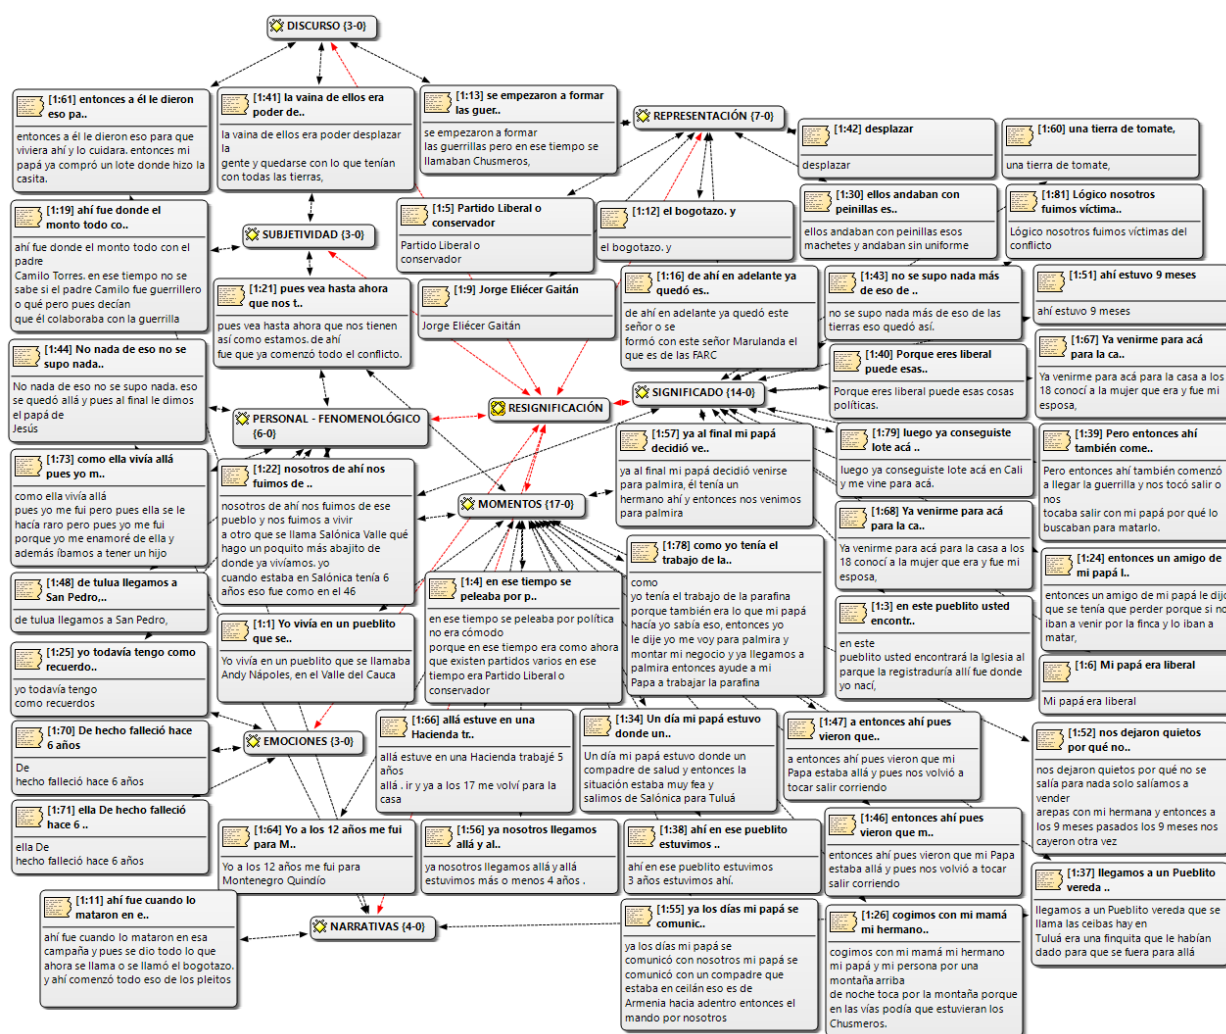 DISCURSO {3-0}
[1:61] entonces a él le dieron
eso pa..
entonces a él le dieron eso para que
viviera ahí y lo cuidara. entonces mi
papá ya compró un lote donde hizo la
casita.
[1:41] la vaina de ellos era
poder de..
la vaina de ellos era poder desplazar
la
gente y quedarse con lo que tenían
con todas las tierras,
[1:13] se empezaron a formar
las guer..
se empezaron a formar
las guerrillas pero en ese tiempo se
llamaban Chusmeros,
REPRESENTACIÓN {7-0}
[1:42] desplazar
desplazar
[1:60] una tierra de tomate,
una tierra de tomate,
[1:19] ahí fue donde el
monto todo co..
ahí fue donde el monto todo con el
padre
Camilo Torres. en ese tiempo no se
sabe si el padre Camilo fue guerrillero
o qué pero pues decían
que él colaboraba con la guerrilla
SUBJETIVIDAD {3-0}
[1:5] Partido Liberal o
conservador
Partido Liberal o
conservador
[1:12] el bogotazo. y
el bogotazo. y
[1:30] ellos andaban con
peinillas es..
ellos andaban con peinillas esos
machetes y andaban sin uniforme
[1:81] Lógico nosotros
fuimos víctima..
Lógico nosotros fuimos víctimas del
conflicto
[1:21] pues vea hasta ahora
que nos t..
pues vea hasta ahora que nos tienen
así como estamos. de ahí
fue que ya comenzó todo el conflicto.
[1:9] Jorge Eliécer Gaitán
Jorge Eliécer Gaitán
[1:16] de ahí en adelante ya
quedó es..
de ahí en adelante ya quedó este
señor o se
formó con este señor Marulanda el
que es de las FARC
[1:43] no se supo nada más
de eso de ..
no se supo nada más de eso de las
tierras eso quedó así.
[1:51] ahí estuvo 9 meses
ahí estuvo 9 meses
[1:44] No nada de eso no se
supo nada..
No nada de eso no se supo nada. eso
se quedó allá y pues al final le dimos
el papá de
Jesús
[1:40] Porque eres liberal
puede esas..
Porque eres liberal puede esas cosas
políticas.
[1:67] Ya venirme para acá
para la ca..
Ya venirme para acá para la casa a los
18 conocí a la mujer que era y fue mi
esposa,
PERSONAL - FENOMENOLÓGICO
{6-0}
RESIGNIFICACIÓN
SIGNIFICADO {14-0}
[1:73] como ella vivía allá
pues yo m..
como ella vivía allá
pues yo me fui pero pues ella se le
hacía raro pero pues yo me fui
porque yo me enamoré de ella y
además íbamos a tener un hijo
[1:22] nosotros de ahí nos
fuimos de ..
nosotros de ahí nos fuimos de ese
pueblo y nos fuimos a vivir
a otro que se llama Salónica Valle qué
hago un poquito más abajito de
donde ya vivíamos. yo
cuando estaba en Salónica tenía 6
años eso fue como en el 46
MOMENTOS {17-0}
[1:57] ya al final mi papá
decidió ve..
ya al final mi papá decidió venirse
para palmira, él tenía un
hermano ahí y entonces nos venimos
para palmira
[1:79] luego ya conseguiste
lote acá ..
luego ya conseguiste lote acá en Cali
y me vine para acá.
[1:39] Pero entonces ahí
también come..
Pero entonces ahí también comenzó
a llegar la guerrilla y nos tocó salir o
nos
tocaba salir con mi papá por qué lo
buscaban para matarlo.
[1:68] Ya venirme para acá
para la ca..
Ya venirme para acá para la casa a los
18 conocí a la mujer que era y fue mi
esposa,
[1:48] de tulua llegamos a
San Pedro,..
de tulua llegamos a San Pedro,
[1:4] en ese tiempo se
peleaba por p..
en ese tiempo se peleaba por política
no era cómodo
porque en ese tiempo era como ahora
que existen partidos varios en ese
tiempo era Partido Liberal o
conservador
[1:78] como yo tenía el
trabajo de la..
como
yo tenía el trabajo de la parafina
porque también era lo que mi papá
hacía yo sabía eso, entonces yo
le dije yo me voy para palmira y
montar mi negocio y ya llegamos a
palmira entonces ayude a mi
Papa a trabajar la parafina
[1:24] entonces un amigo de
mi papá l..
entonces un amigo de mi papá le dijo
que se tenía que perder porque si no
iban a venir por la finca y lo iban a
matar,
[1:1] Yo vivía en un pueblito
que se..
Yo vivía en un pueblito que se llamaba
Andy Nápoles, en el Valle del Cauca
[1:3] en este pueblito usted
encontr..
en este
pueblito usted encontrará la Iglesia al
parque la registraduría allí fue donde
yo nací,
[1:25] yo todavía tengo como
recuerdo..
yo todavía tengo
como recuerdos
[1:6] Mi papá era liberal
Mi papá era liberal
[1:70] De hecho falleció hace
6 años
De
hecho falleció hace 6 años
EMOCIONES {3-0}
[1:66] allá estuve en una
Hacienda tr..
allá estuve en una Hacienda trabajé 5
años
allá . ir y ya a los 17 me volví para la
casa
[1:34] Un día mi papá estuvo
donde un..
Un día mi papá estuvo donde un
compadre de salud y entonces la
situación estaba muy fea y
salimos de Salónica para Tuluá
[1:47] a entonces ahí pues
vieron que..
a entonces ahí pues vieron que mi
Papa estaba allá y pues nos volvió a
tocar salir corriendo
[1:52] nos dejaron quietos
por qué no..
nos dejaron quietos por qué no se
salía para nada solo salíamos a
vender
arepas con mi hermana y entonces a
los 9 meses pasados los 9 meses nos
cayeron otra vez
[1:71] ella De hecho falleció
hace 6 ..
ella De
hecho falleció hace 6 años
[1:64] Yo a los 12 años me fui
para M..
Yo a los 12 años me fui para
Montenegro Quindío
[1:56] ya nosotros llegamos
allá y al..
ya nosotros llegamos allá y allá
estuvimos más o menos 4 años .
[1:38] ahí en ese pueblito
estuvimos ..
ahí en ese pueblito estuvimos
3 años estuvimos ahí.
[1:46] entonces ahí pues
vieron que m..
entonces ahí pues vieron que mi Papa
estaba allá y pues nos volvió a tocar
salir corriendo
[1:37] llegamos a un Pueblito
vereda ..
llegamos a un Pueblito vereda que se
llama las ceibas hay en
Tuluá era una finquita que le habían
dado para que se fuera para allá
[1:11] ahí fue cuando lo
mataron en e..
ahí fue cuando lo mataron en esa
campaña y pues se dio todo lo que
ahora se llama o se llamó el bogotazo.
y ahí comenzó todo eso de los pleitos
NARRATIVAS {4-0}
[1:55] ya los días mi papá se
comunic..
ya los días mi papá se
comunicó con nosotros mi papá se
comunicó con un compadre que
estaba en ceilán eso es de
Armenia hacia adentro entonces el
mando por nosotros
[1:26] cogimos con mi mamá
mi hermano..
cogimos con mi mamá mi hermano
mi papá y mi persona por una
montaña arriba
de noche toca por la montaña porque
en las vías podía que estuvieran los
Chusmeros.